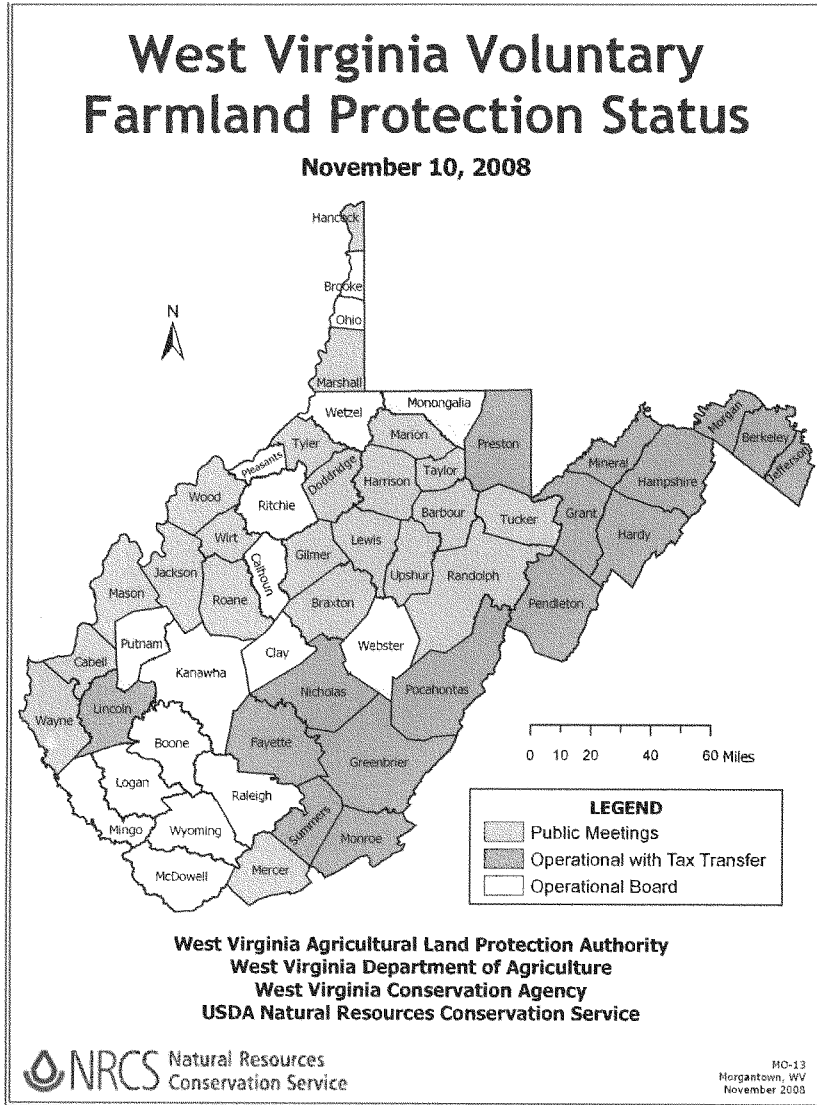 West Virginia Voluntary
Farmland Protection Status
November 10, 2008
Hancock
Brooke
N
Ohio
Marshall
Wetzel
Monongalia
Morgan
Berkeley
Jefferson
Tyler
Marion
Preston
Pleasants
Doddridge
Harrison
Taylor
Mineral
Hampshire
Wood
Ritchie
Barbour
Tucker
Grant
Hardy
Wirt
Calhoun
Gilmer
Lewis
Upshur
Randolph
Jackson
Mason
Roane
Braxton
Pendleton
Putnam
Clay
Webster
Cabell
Kanawha
Nicholas
Pocahontas
Wayne
Lincoln
Boone
Fayette
Greenbrier
0 10 20 40 60 Miles
Logan
Raleigh
Mingo
Wyoming
Summers
Monroe
McDowell
Mercer
LEGEND
Public Meetings
Operational with Tax Transfer
Operational Board
West Virginia Agricultural Land Protection Authority
West Virginia Department of Agriculture
West Virginia Conservation Agency
USDA Natural Resources Conservation Service
NRCS Natural Resources
Conservation Service
MO-13
Morgantown, WV
November 2008